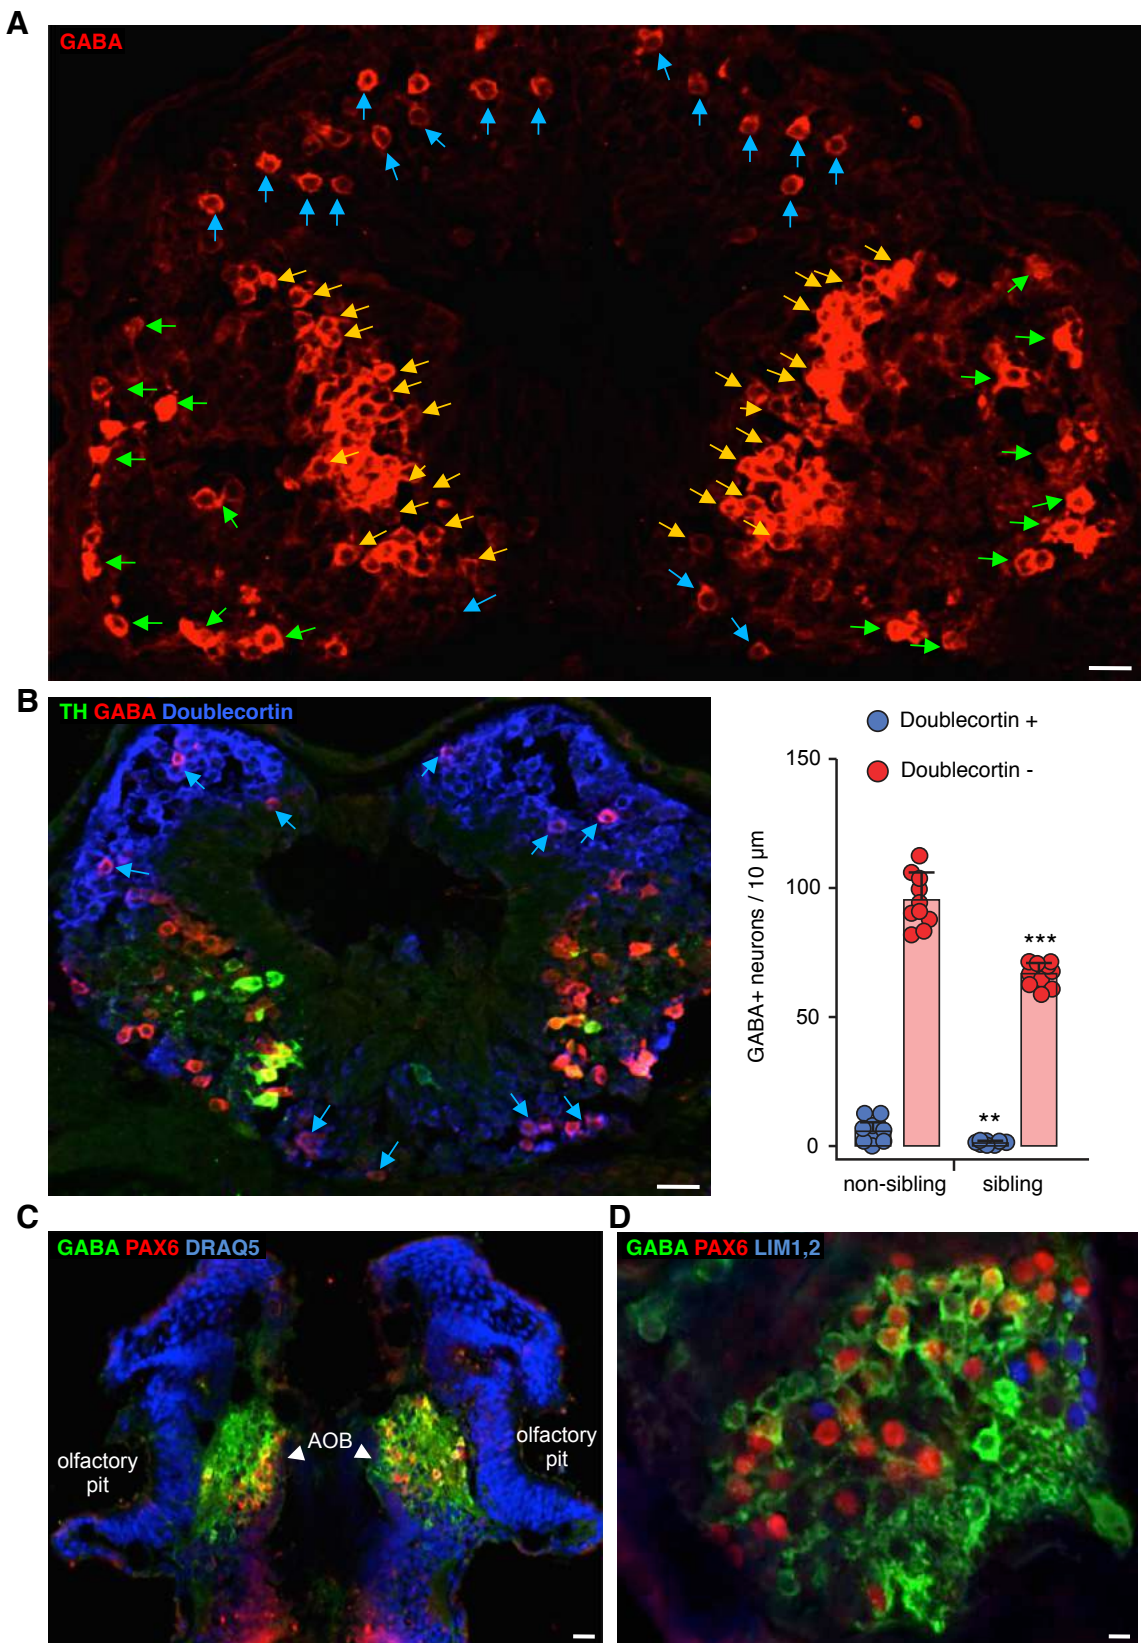 A
GABA
B
TH GABA Doublecortin
Doublecortin +
Doublecortin -
GABA+ neurons / 10 µm
150
100
50
0
**
***
non-sibling
sibling
C
GABA PAX6 DRAQ5
olfactory
pit
AOB
olfactory
pit
D
GABA PAX6 LIM1,2